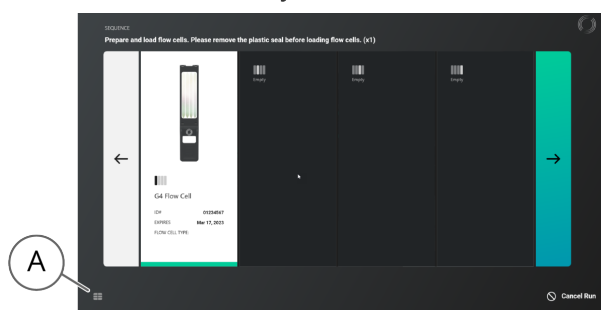 SEQUENCE
Prepare and load flow cells. Please remove the plastic seal before loading flow cells. (x1)
Empty
Empty
Empty
G4 Flow Cell
ID# 01234567
EXPIRES Mar 17, 2023
FLOW CELL TYPE:
A
Cancel Run